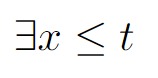 ∃x ≤ t